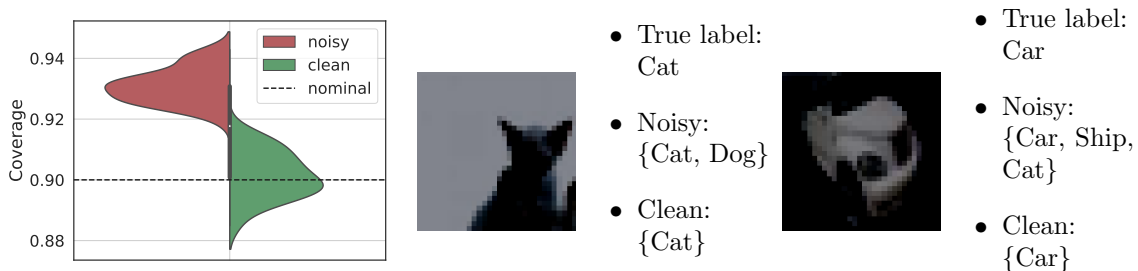 Coverage
0.94
0.92
0.90
0.88
noisy
clean
nominal
• True label:
Cat
• Noisy:
{Cat, Dog}
• Clean:
{Cat}
• True label:
Car
• Noisy:
{Car, Ship,
Cat}
• Clean:
{Car}